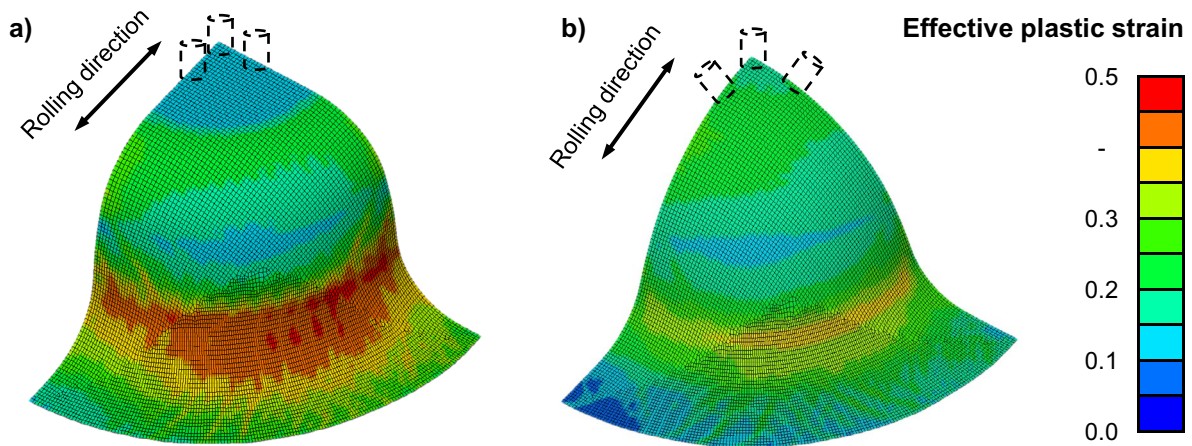 a)
Rolling direction
b)
Rolling direction
Effective plastic strain
0.5
-
0.3
0.2
0.1
0.0